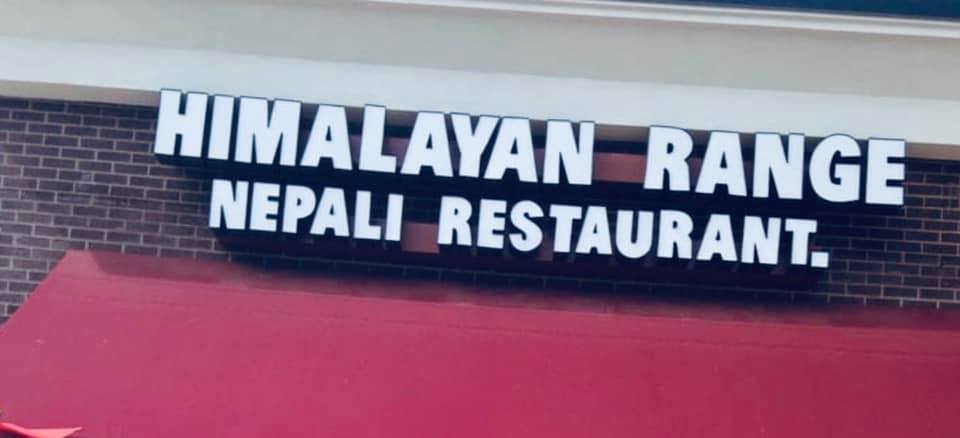 HIMALAYAN RANGE
NEPALI RESTAURANT.